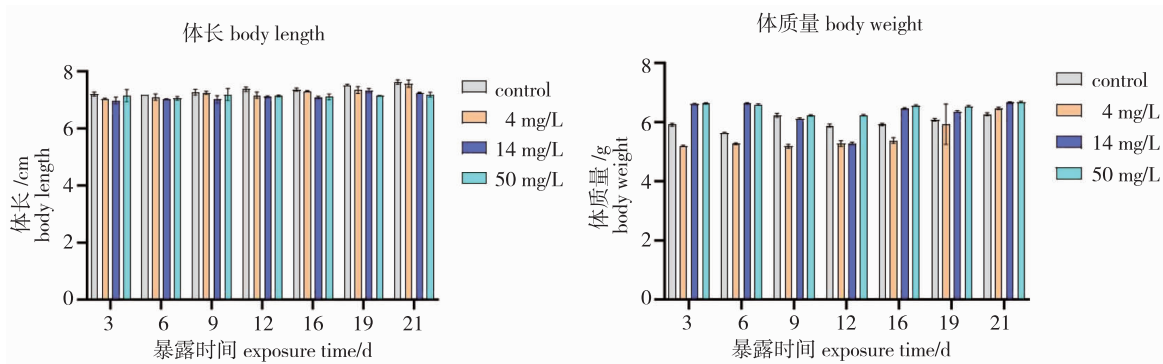 体长 body length
8
6
4
2
0
体长/cm
body length
3 6 9 12 16 19 21
暴露时间 exposure time/d
control
4 mg/L
14 mg/L
50 mg/L
体质量 body weight
8
6
4
2
0
体质量/g
body weight
3 6 9 12 16 19 21
暴露时间 exposure time/d
control
4 mg/L
14 mg/L
50 mg/L